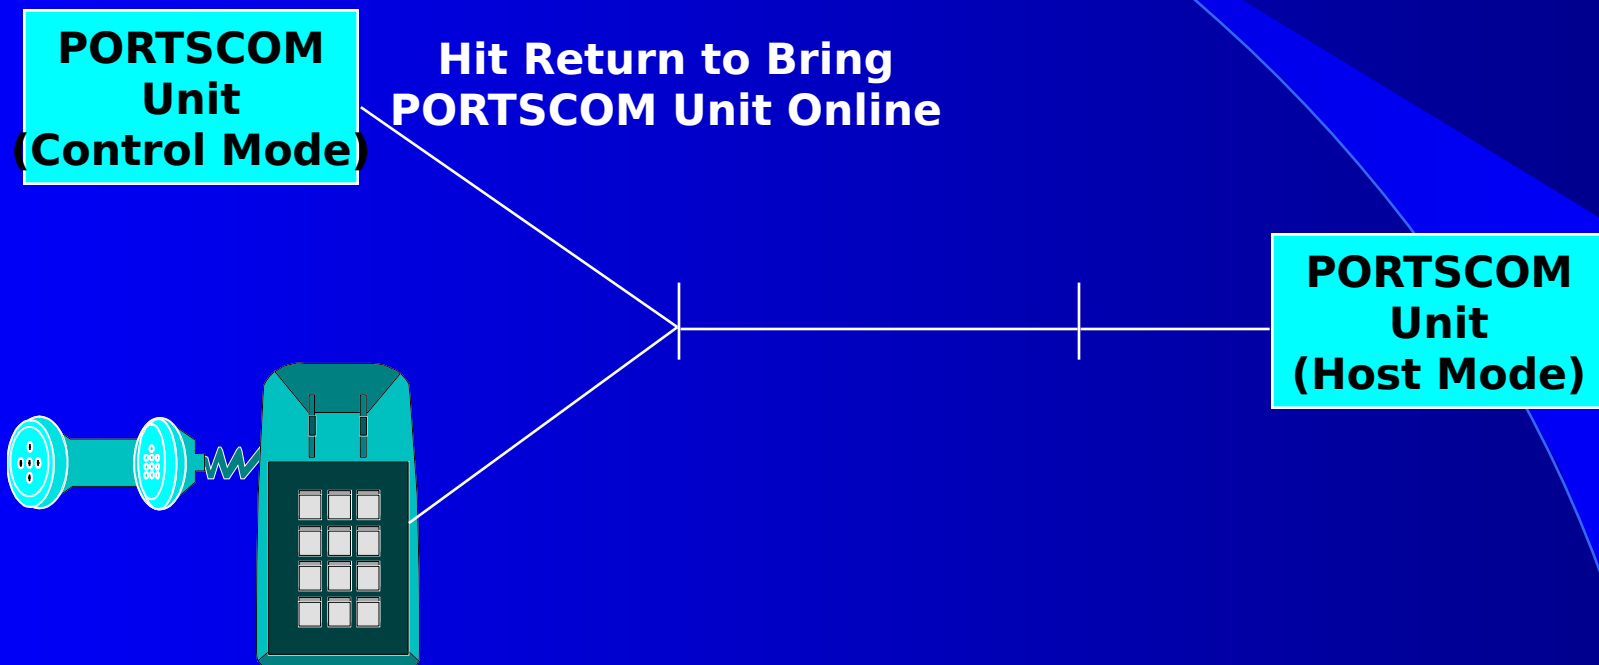 PORTSCOM
Unit
(Control Mode)
Hit Return to Bring
PORTSCOM Unit Online
PORTSCOM
Unit
(Host Mode)